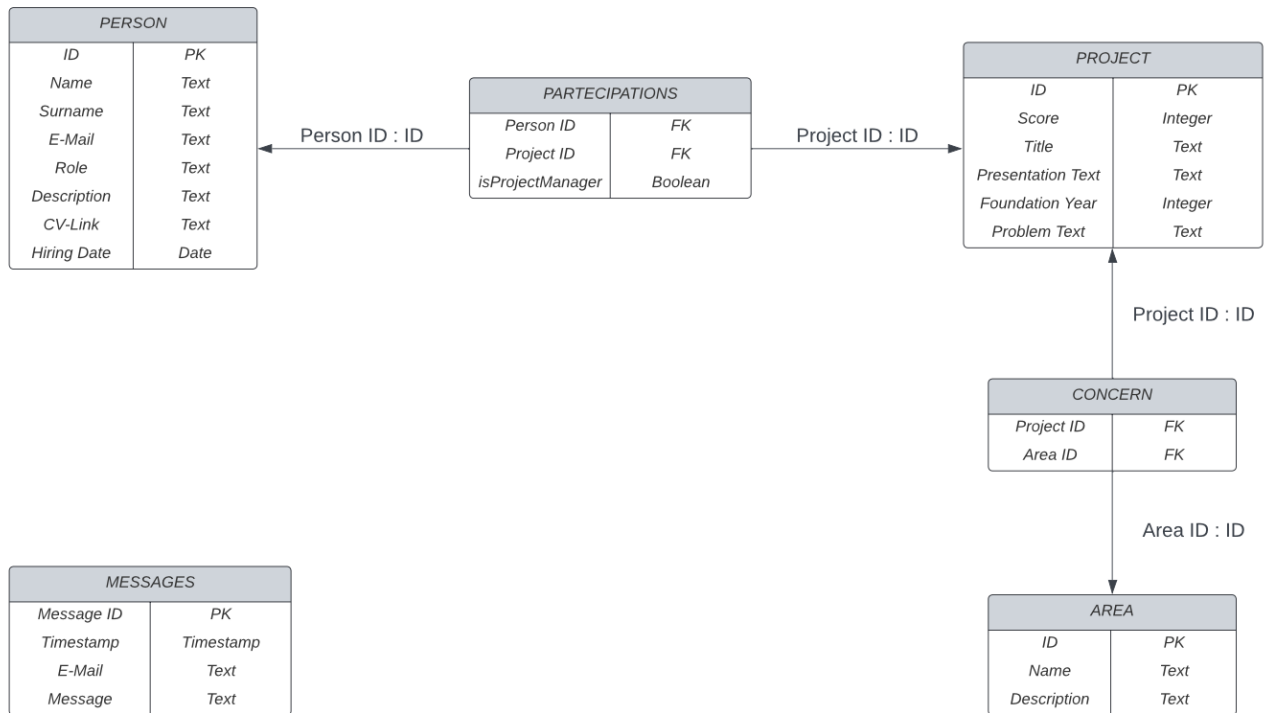 PERSON
ID PK
Name Text
Surname Text
E-Mail Text
Role Text
Description Text
CV-Link Text
Hiring Date Date
Person ID : ID
PARTECIPATIONS
Person ID FK
Project ID FK
isProjectManager Boolean
Project ID : ID
PROJECT
ID PK
Score Integer
Title Text
Presentation Text Text
Foundation Year Integer
Problem Text Text
Project ID : ID
CONCERN
Project ID FK
Area ID FK
Area ID : ID
MESSAGES
Message ID PK
Timestamp Timestamp
E-Mail Text
Message Text
AREA
ID PK
Name Text
Description Text